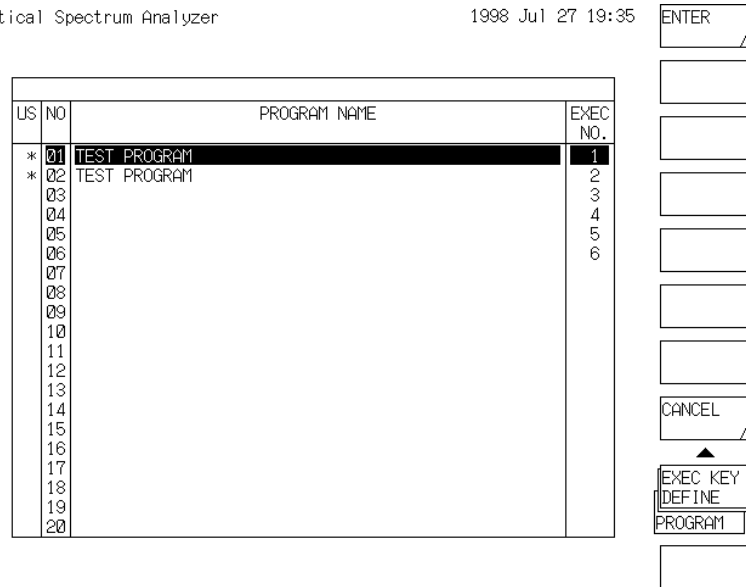 tical Spectrum Analyzer 1998 Jul 27 19:35
ENTER
US NO PROGRAM NAME EXEC NO.
* 01 TEST PROGRAM 1
* 02 TEST PROGRAM 2
03 3
04 4
05 5
06 6
07
08
09
10
11
12
13
14
15
16
17
18
19
20
CANCEL
EXEC KEY
DEFINE
PROGRAM